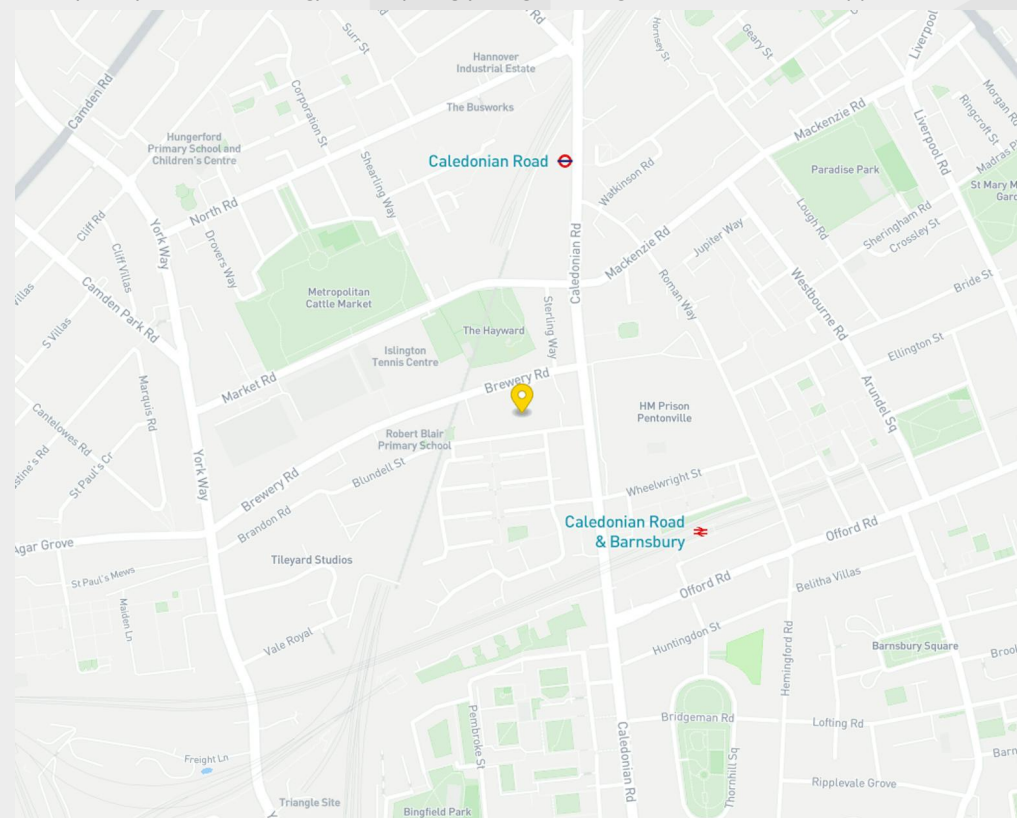 Rd
Liverpool
Surr St
Hornsey St
Geary St
Hannover
Industrial Estate
Camden Rd
Corporation St
The Busworks
Morgan Rd
Ringcroft St
Mackenzie Rd
Liverpool Rd
Hungerford
Primary School and
Children's Centre
Shearling Way
Caledonian Road
Watkinson Rd
Paradise Park
St Mary M
Gard
North Rd
Cliff Rd
Lough Rd
Sheringham Rd
Crossley St
York Way
Drovers Way
Cliff Villas
Caledonian Rd
Mackenzie Rd
Jupiter Way
Bride St
Metropolitan
Cattle Market
Roman Way
Westbourne Rd
Camden Park Rd
S Villas
The Hayward
Sterling Way
Ellington St
Islington
Tennis Centre
Market Rd
Brewery Rd
Marquis Rd
Arundel Sq
HM Prison
Pentonville
Cantelowes Rd
Robert Blair
Primary School
St Paul's Cr
York Way
Blundell St
Brewery Rd
Wheelwright St
Brandon Rd
Caledonian Road
& Barnsbury
Offord Rd
Agar Grove
Tileyard Studios
St Paul's Mews
Offord Rd
Belitha Villas
Maiden Ln
Vale Royal
Huntingdon St
Hemingford Rd
Barnsbury Square
Pembroke St
Bridgeman Rd
Lofting Rd
Caledonian Rd
Thornhill Sq
Freight Ln
Ripplevale Grove
Triangle Site
Bingfield Park